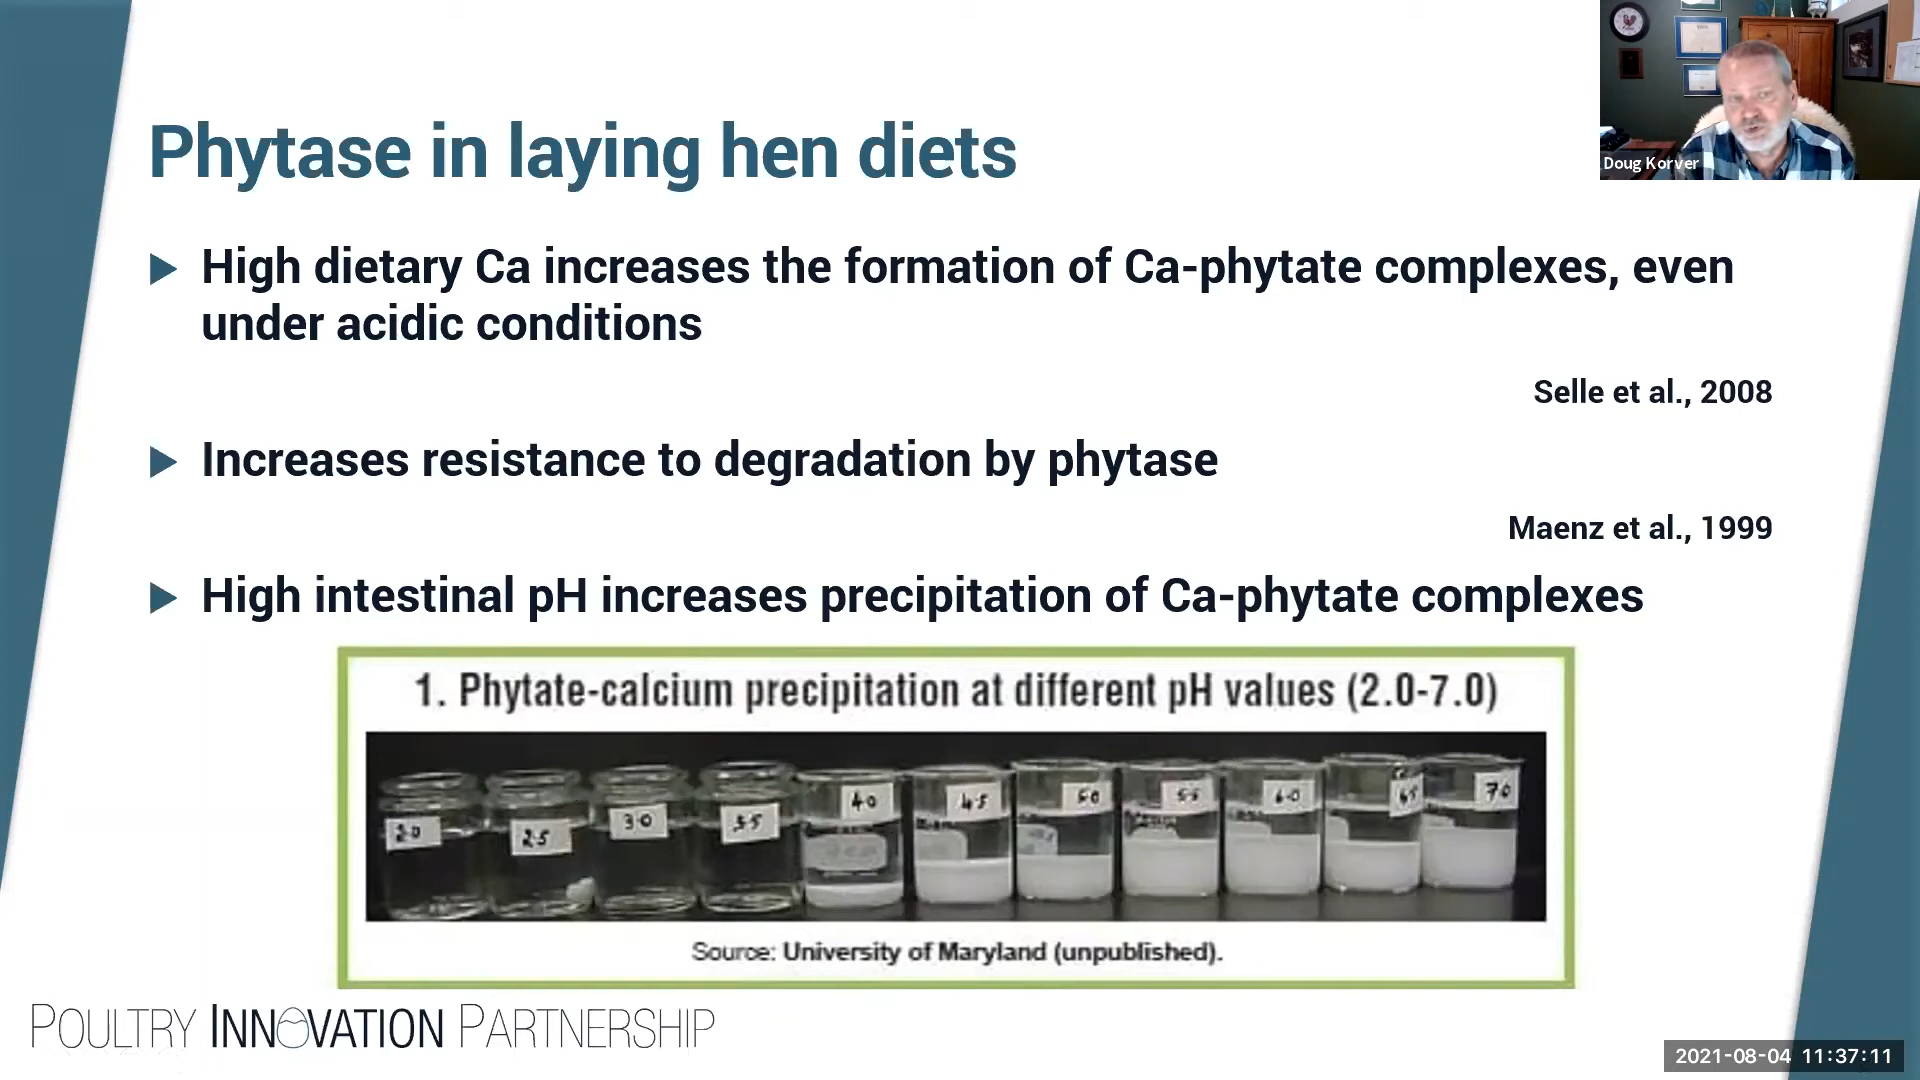 Doug Korver
Phytase in laying hen diets
High dietary Ca increases the formation of Ca-phytate complexes, even
under acidic conditions
Selle et al., 2008
Increases resistance to degradation by phytase
Maenz et al., 1999
High intestinal pH increases precipitation of Ca-phytate complexes
1. Phytate-calcium precipitation at different pH values (2.0-7.0)
2.0 2.5 3.0 3.5 4.0 4.5 5.0 5.5 6.0 6.5 7.0
Source: University of Maryland (unpublished).
POULTRY INNOVATION PARTNERSHIP
2021-08-04 11:37:11